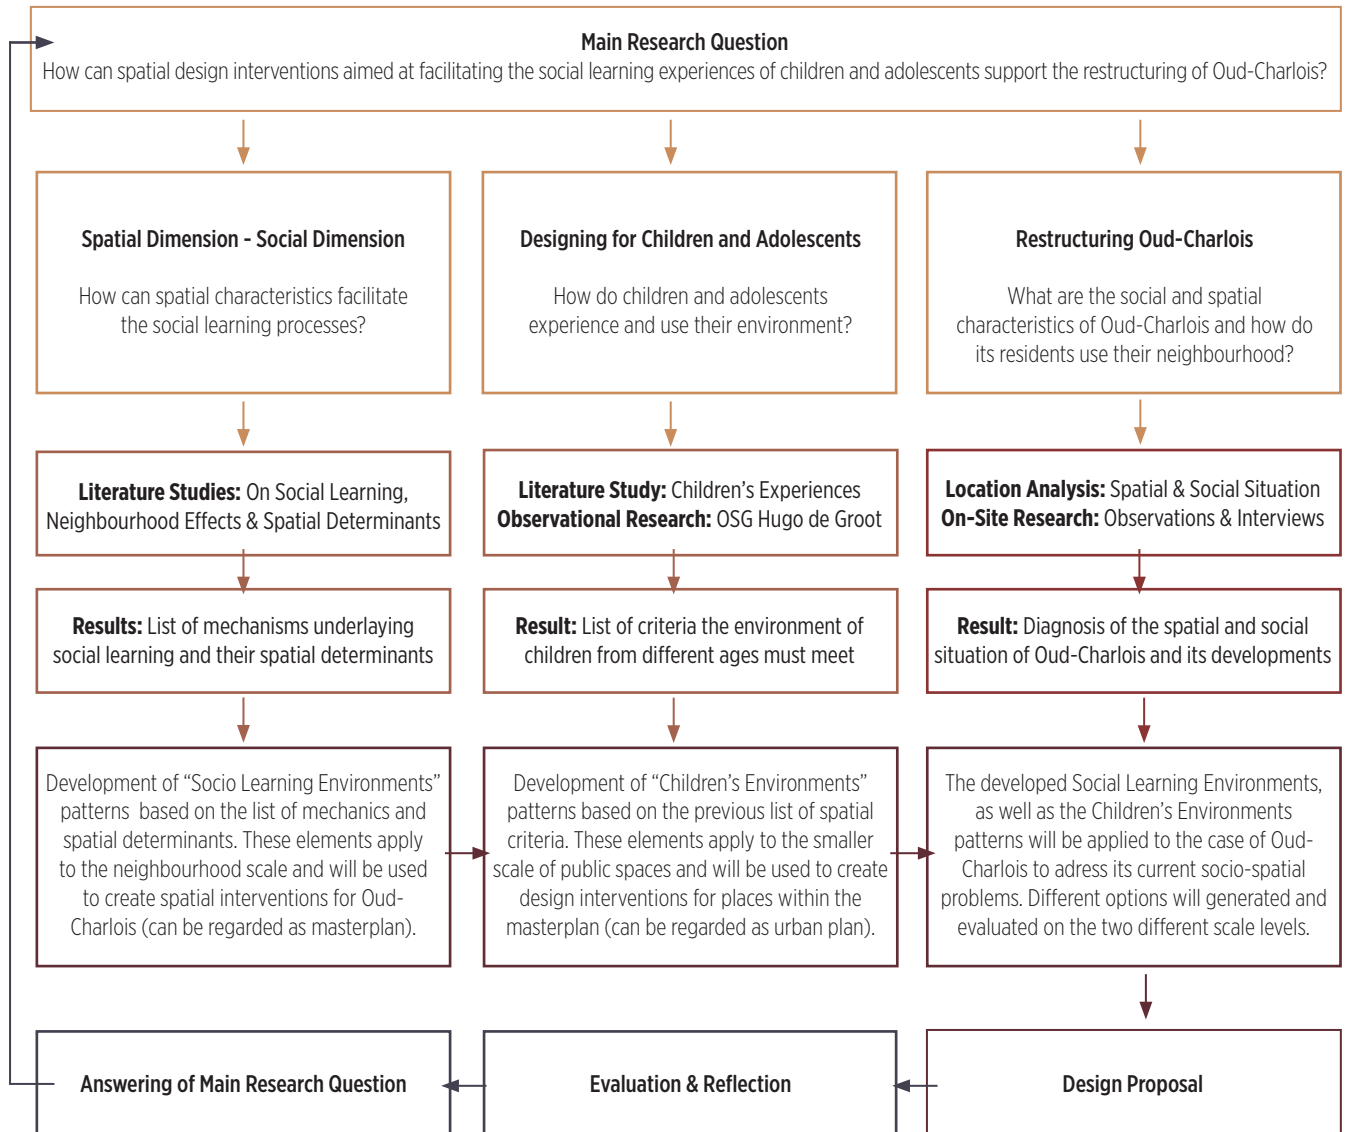 Main Research Question
How can spatial design interventions aimed at facilitating the social learning experiences of children and adolescents support the restructuring of Oud-Charlois?
Spatial Dimension - Social Dimension
How can spatial characteristics facilitate
the social learning processes?
Designing for Children and Adolescents
How do children and adolescents
experience and use their environment?
Restructuring Oud-Charlois
What are the social and spatial
characteristics of Oud-Charlois and how do
its residents use their neighbourhood?
Literature Studies: On Social Learning,
Neighbourhood Effects & Spatial Determinants
Literature Study: Children's Experiences
Observational Research: OSG Hugo de Groot
Location Analysis: Spatial & Social Situation
On-Site Research: Observations & Interviews
Results: List of mechanisms underlaying
social learning and their spatial determinants
Result: List of criteria the environment of
children from different ages must meet
Result: Diagnosis of the spatial and social
situation of Oud-Charlois and its developments
Development of “Socio Learning Environments”
patterns based on the list of mechanics and
spatial determinants. These elements apply
to the neighbourhood scale and will be used
to create spatial interventions for Oud-
Charlois (can be regarded as masterplan).
Development of “Children’s Environments”
patterns based on the previous list of spatial
criteria. These elements apply to the smaller
scale of public spaces and will be used to create
design interventions for places within the
masterplan (can be regarded as urban plan).
The developed Social Learning Environments,
as well as the Children’s Environments
patterns will be applied to the case of Oud-
Charlois to adress its current socio-spatial
problems. Different options will generated and
evaluated on the two different scale levels.
Answering of Main Research Question
Evaluation & Reflection
Design Proposal